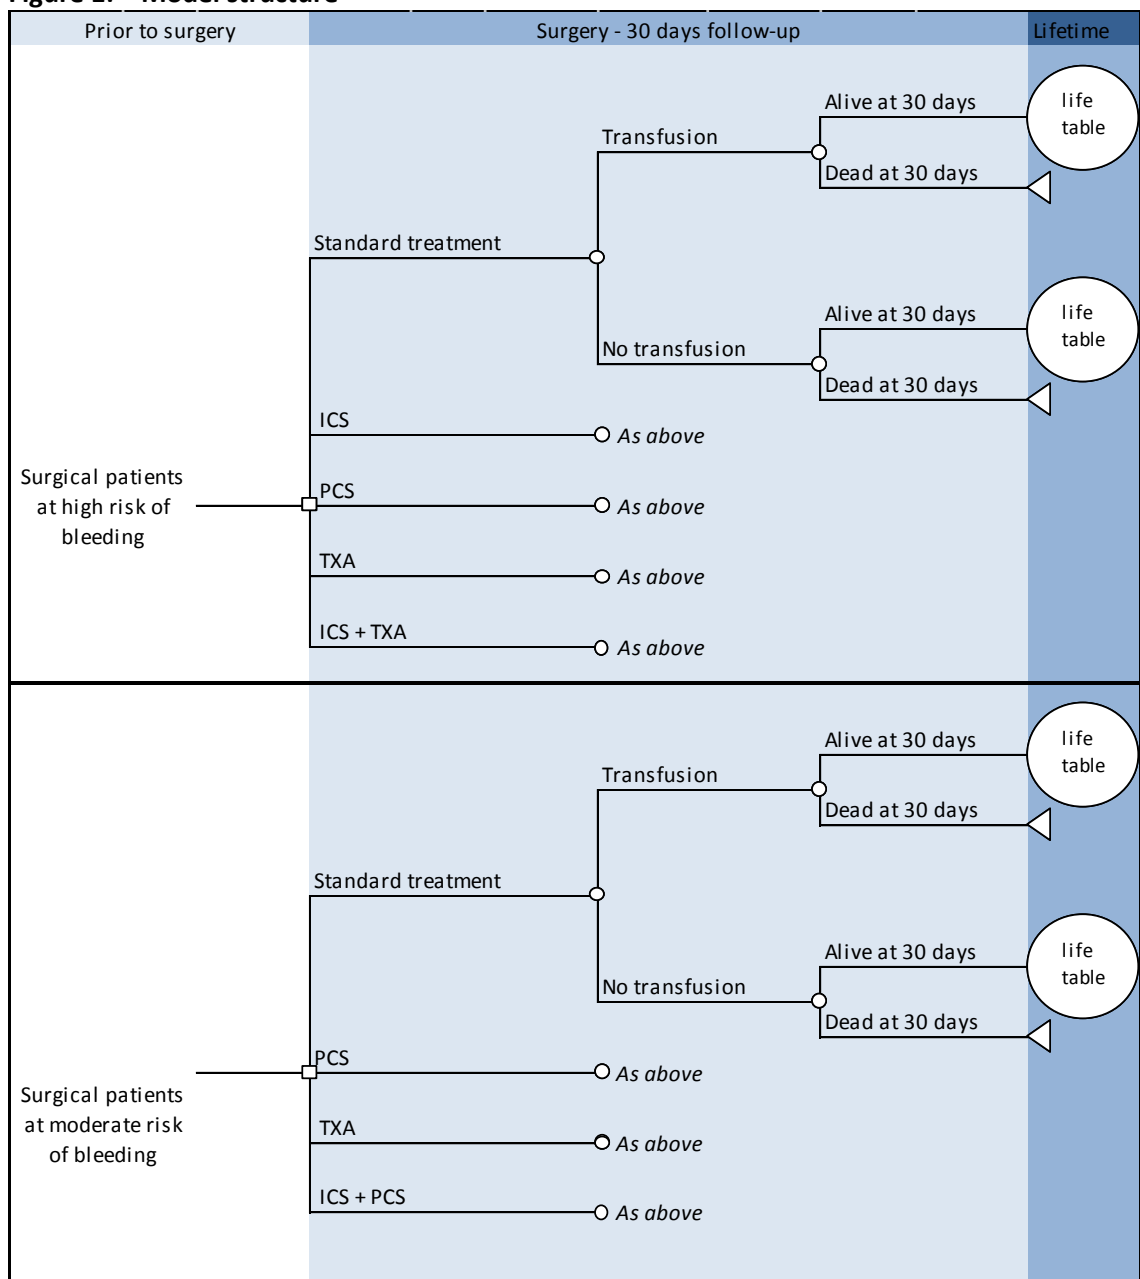 Prior to surgery
Surgery - 30 days follow-up
Lifetime
Alive at 30 days
life
table
Transfusion
Dead at 30 days
Standard treatment
Alive at 30 days
life
table
No transfusion
Dead at 30 days
ICS
As above
Surgical patients
at high risk of
bleeding
PCS
As above
TXA
As above
ICS + TXA
As above
Alive at 30 days
life
table
Transfusion
Dead at 30 days
Standard treatment
Alive at 30 days
life
table
No transfusion
Dead at 30 days
PCS
As above
Surgical patients
at moderate risk
of bleeding
TXA
As above
ICS + PCS
As above